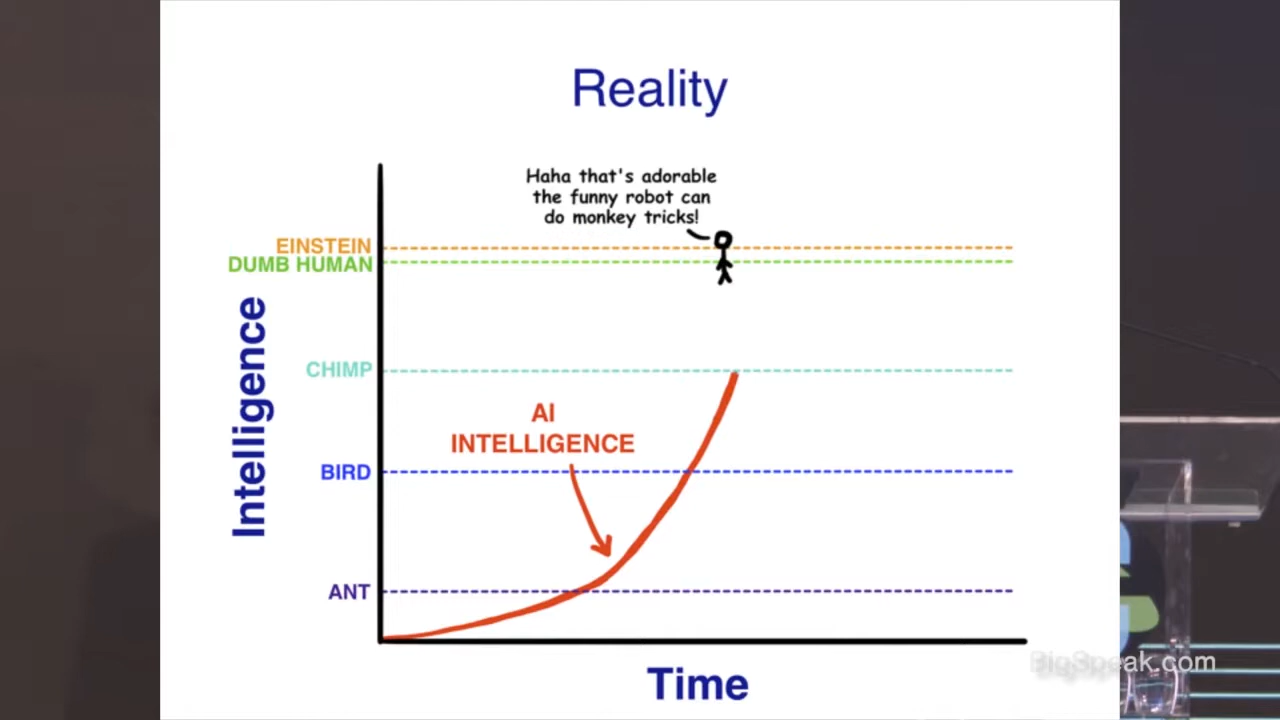 Reality
Haha that's adorable
the funny robot can
do monkey tricks!
EINSTEIN
DUMB HUMAN
Intelligence
CHIMP
AI
INTELLIGENCE
BIRD
ANT
Time
BigSpeak.com